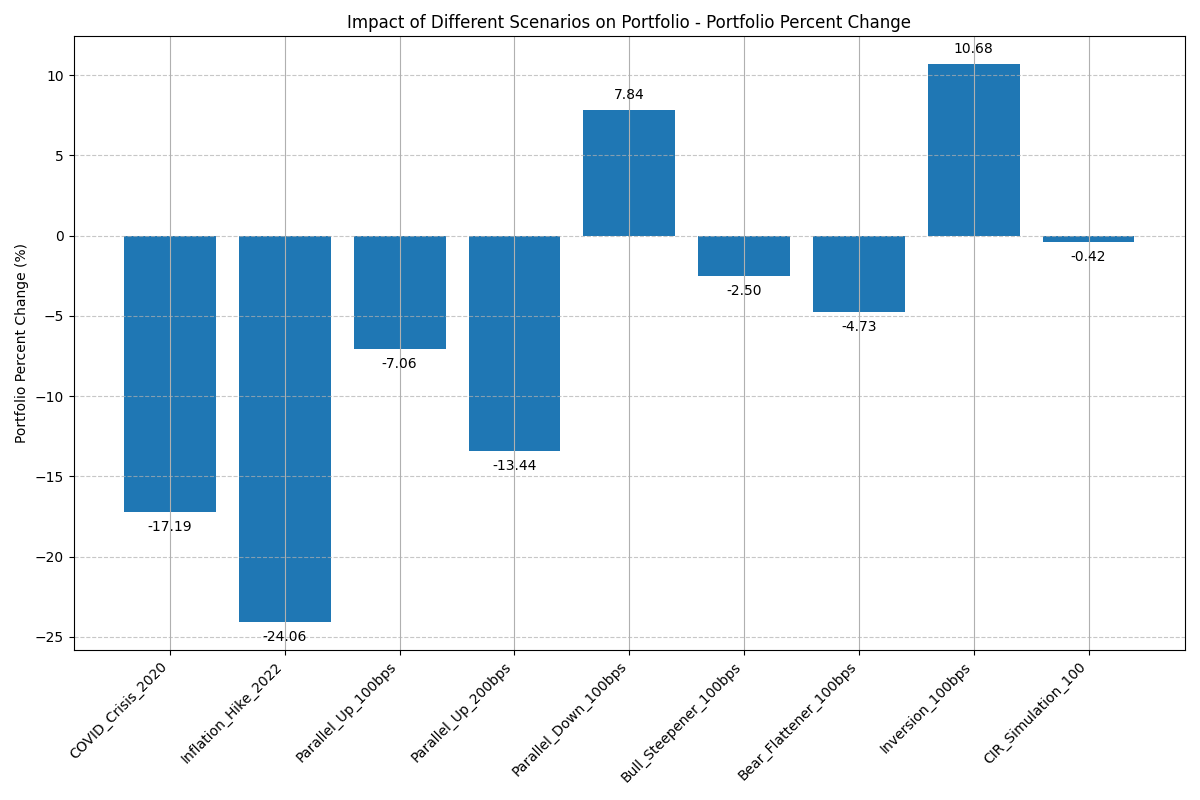 Impact of Different Scenarios on Portfolio - Portfolio Percent Change
Portfolio Percent Change (%)
10
5
0
−5
−10
−15
−20
−25
-17.19
-24.06
-7.06
-13.44
7.84
-2.50
-4.73
10.68
-0.42
COVID_Crisis_2020
Inflation_Hike_2022
Parallel_Up_100bps
Parallel_Up_200bps
Parallel_Down_100bps
Bull_Steepener_100bps
Bear_Flattener_100bps
Inversion_100bps
CIR_Simulation_100